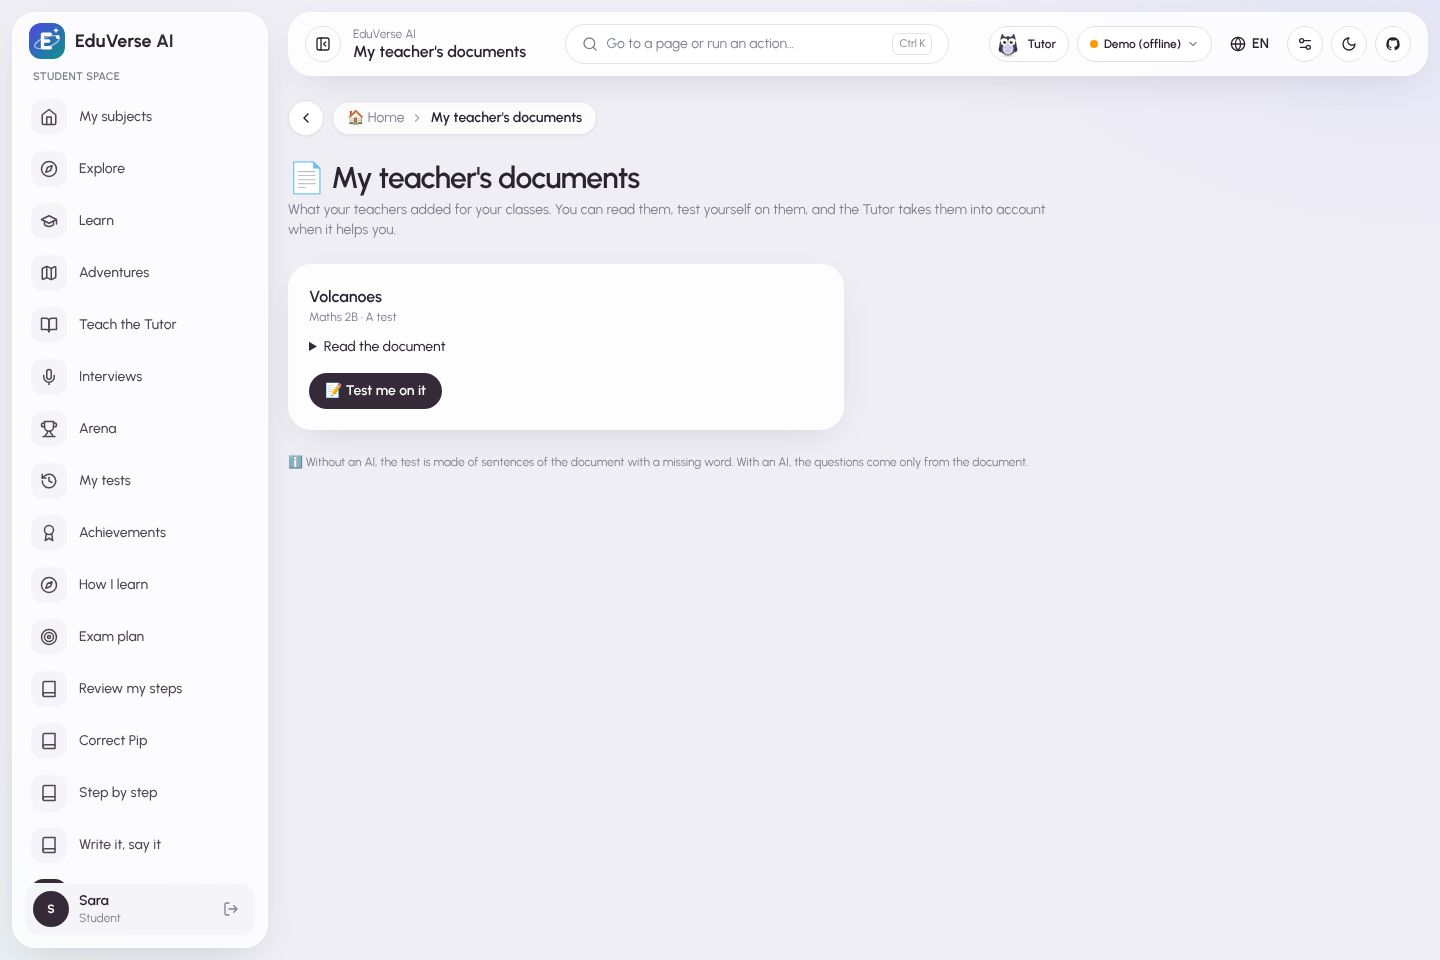 EduVerse AI
STUDENT SPACE
My subjects
Explore
Learn
Adventures
Teach the Tutor
Interviews
Arena
My tests
Achievements
How I learn
Exam plan
Review my steps
Correct Pip
Step by step
Write it, say it
S
Sara
Student
EduVerse AI
My teacher's documents
Go to a page or run an action...
Ctrl K
Tutor
Demo (offline)
EN
Home
My teacher's documents
My teacher's documents
What your teachers added for your classes. You can read them, test yourself on them, and the Tutor takes them into account
when it helps you.
Volcanoes
Maths 2B · A test
Read the document
Test me on it
Without an AI, the test is made of sentences of the document with a missing word. With an AI, the questions come only from the document.